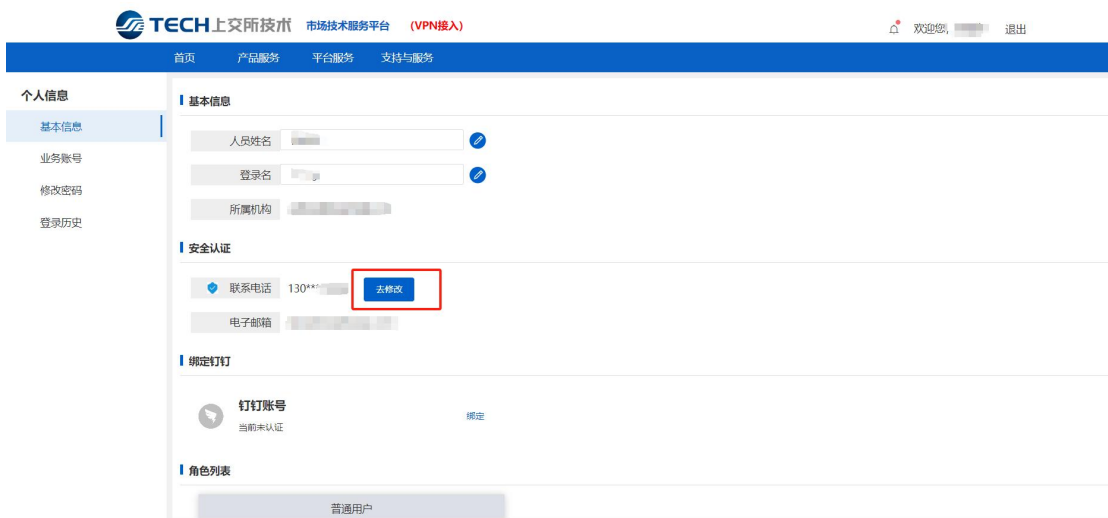 TECH上交所技术 市场技术服务平台 (VPN接入) 欢迎您, 退出
首页 产品服务 平台服务 支持与服务
个人信息
基本信息
业务账号
修改密码
登录历史
基本信息
人员姓名
登录名
所属机构
安全认证
联系电话 130** 去修改
电子邮箱
绑定钉钉
钉钉账号
当前未认证
绑定
角色列表
普通用户